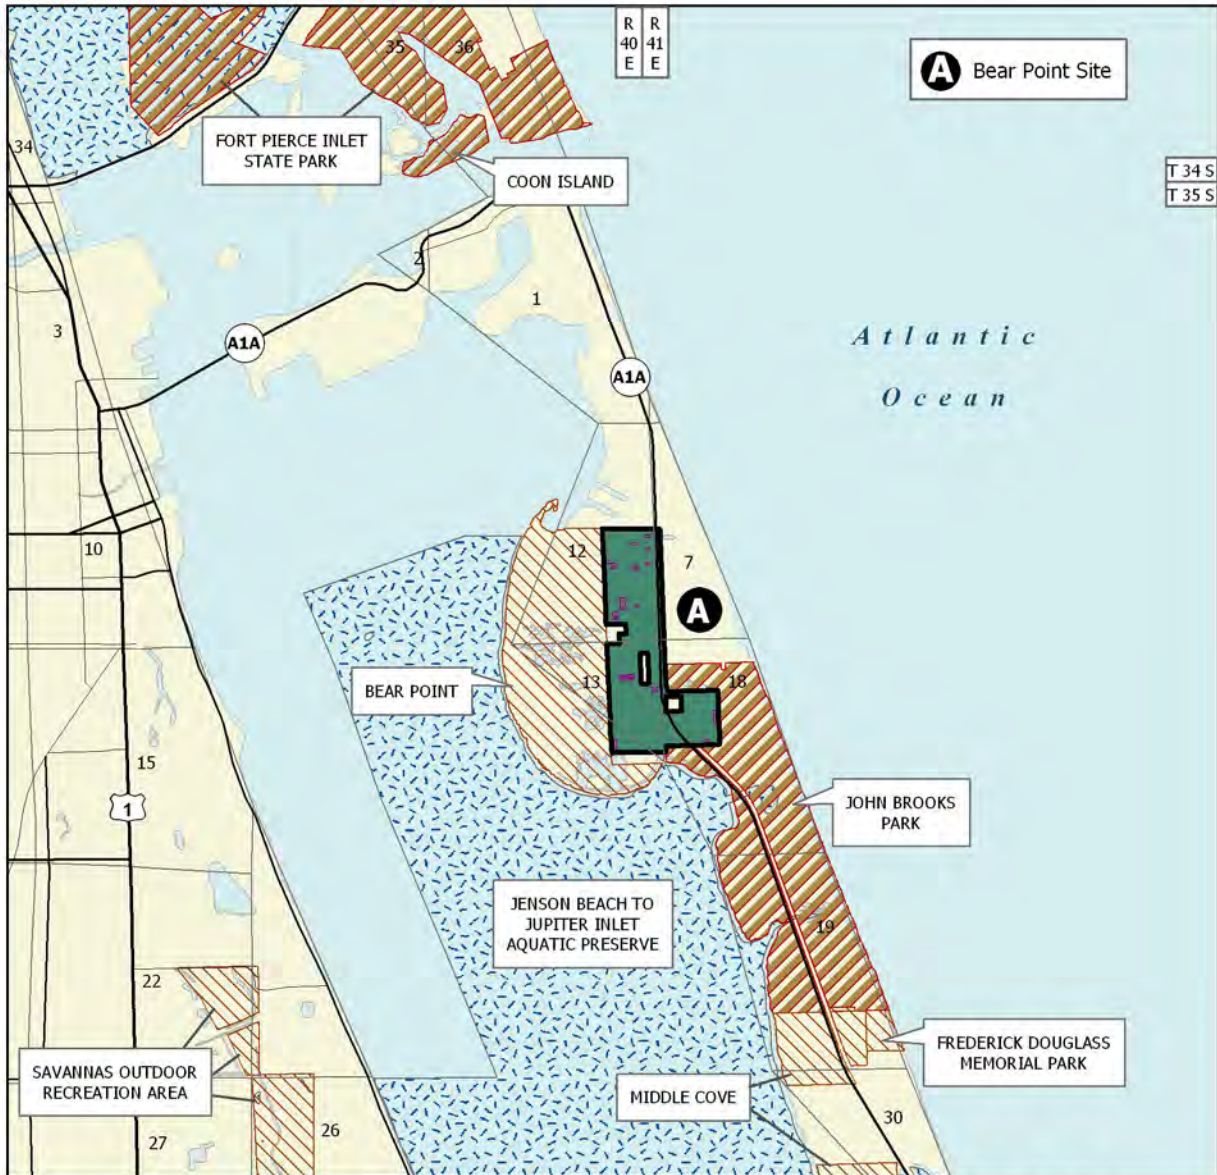 R
40
E
R
41
E
A Bear Point Site
35
36
34
FORT PIERCE INLET
STATE PARK
COON ISLAND
T 34 S
T 35 S
2
1
3
A1A
A1A
Atlantic
Ocean
10
12
7
A
13
18
BEAR POINT
15
1
JOHN BROOKS
PARK
JENSON BEACH TO
JUPITER INLET
AQUATIC PRESERVE
19
22
SAVANNAS OUTDOOR
RECREATION AREA
FREDERICK DOUGLASS
MEMORIAL PARK
MIDDLE COVE
30
26
27